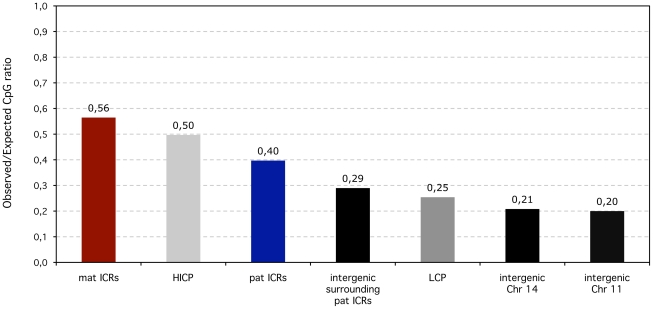 Observed/Expected CpG ratio
1,0
0,9
0,8
0,7
0,6
0,5
0,4
0,3
0,2
0,1
0,0
0,56
0,50
0,40
0,29
0,25
0,21
0,20
mat ICRs
HICP
pat ICRs
intergenic
surrounding
pat ICRs
LCP
intergenic
Chr 14
intergenic
Chr 11